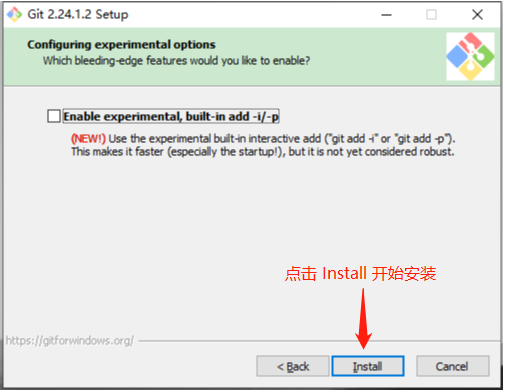 Git 2.24.1.2 Setup
Configuring experimental options
Which bleeding-edge features would you like to enable?
Enable experimental, built-in add -i/-p
(NEW!) Use the experimental built-in interactive add ("git add -i" or "git add -p").
This makes it faster (especially the startup!), but it is not yet considered robust.
点击 Install 开始安装
https://gitforwindows.org/
< Back
Install
Cancel